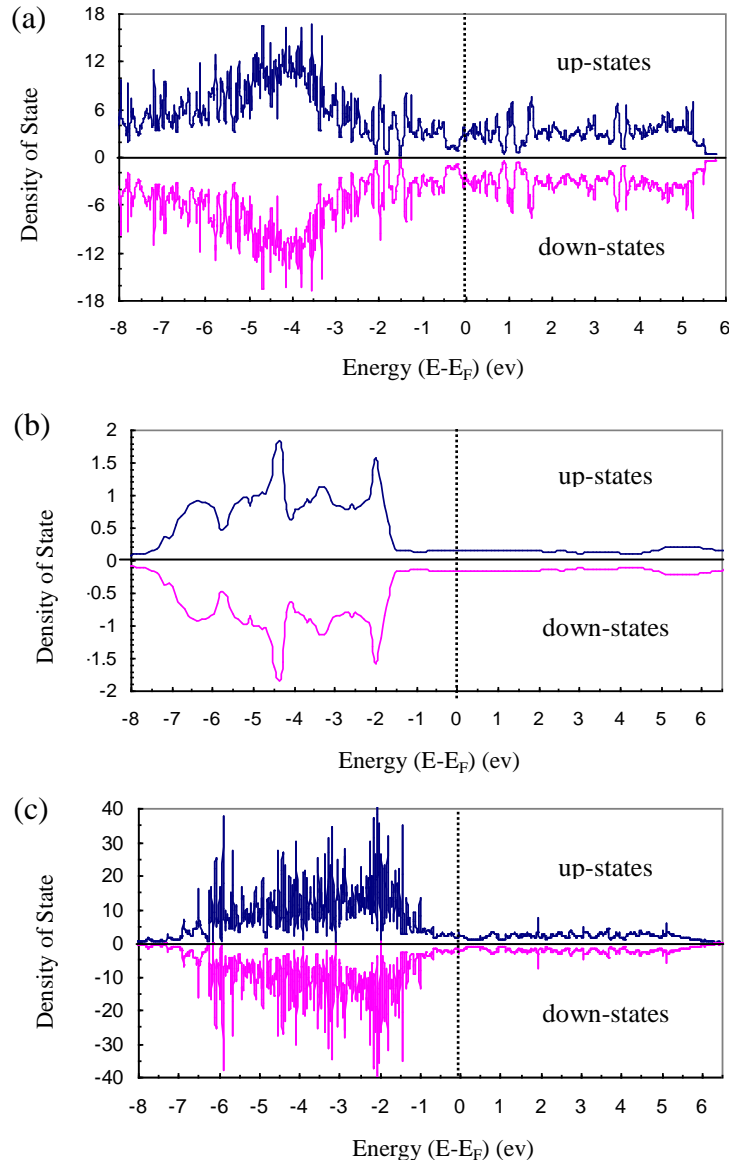 (a)
18
12
6
0
-6
-12
-18
Density of State
up-states
down-states
-8 -7 -6 -5 -4 -3 -2 -1 0 1 2 3 4 5 6
Energy (E-EF) (ev)
(b)
2
1.5
1
0.5
0
-0.5
-1
-1.5
-2
Density of State
up-states
down-states
-8 -7 -6 -5 -4 -3 -2 -1 0 1 2 3 4 5 6
Energy (E-EF) (ev)
(c)
40
30
20
10
0
-10
-20
-30
-40
Density of State
up-states
down-states
-8 -7 -6 -5 -4 -3 -2 -1 0 1 2 3 4 5 6
Energy (E-EF) (ev)